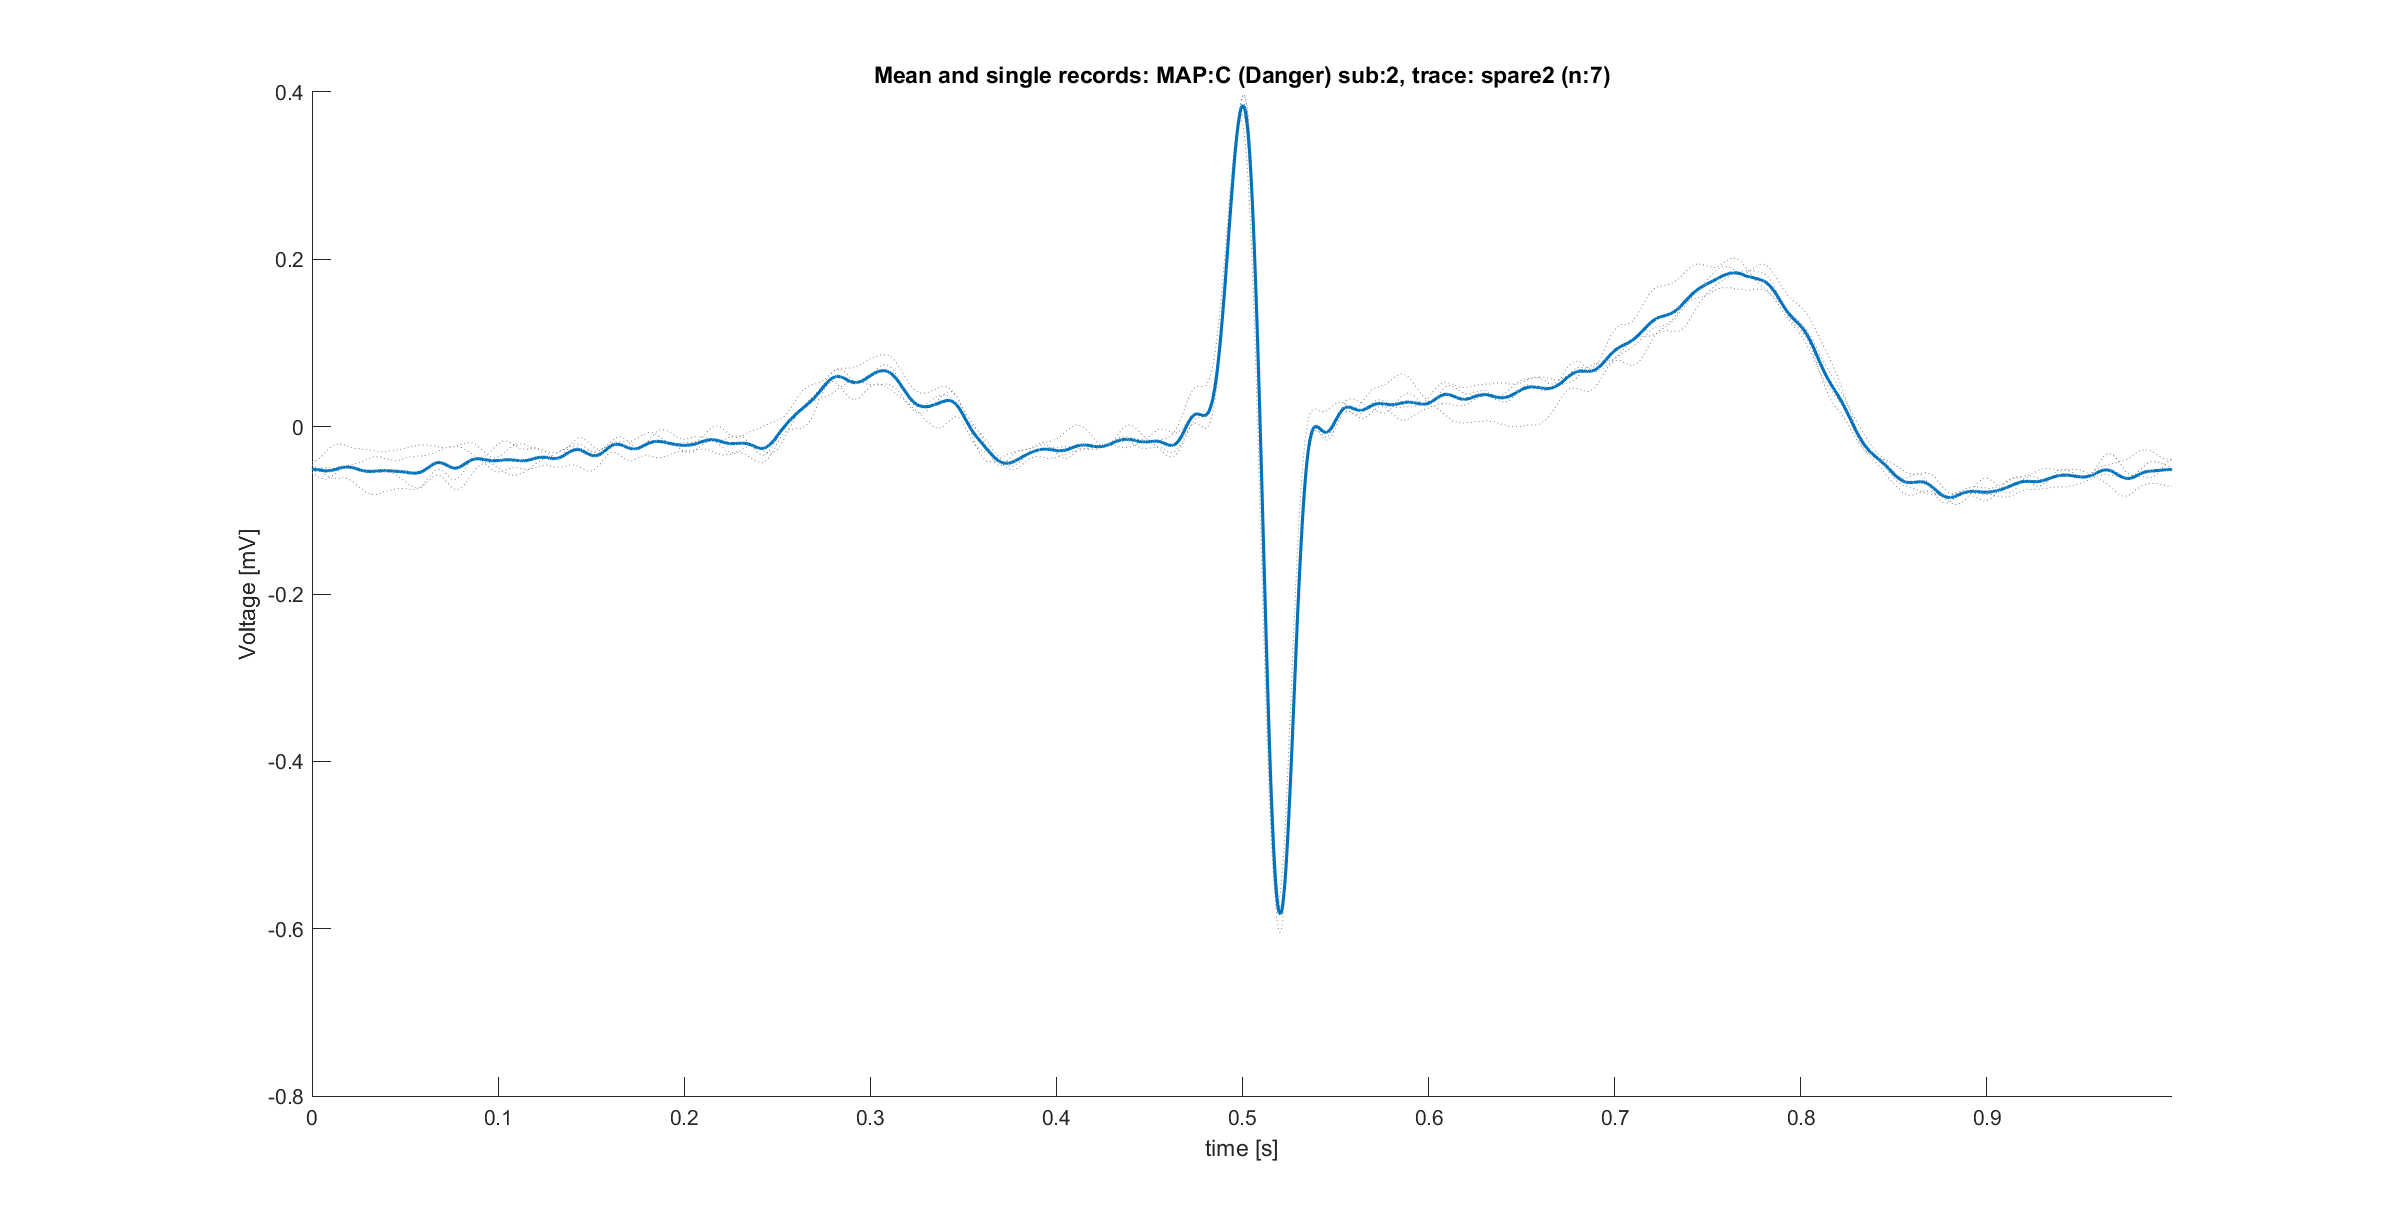 Mean and single records: MAP:C (Danger) sub:2, trace: spare2 (n:7)
0.4
0.2
0
-0.2
-0.4
-0.6
-0.8
Voltage [mV]
0 0.1 0.2 0.3 0.4 0.5 0.6 0.7 0.8 0.9
time [s]